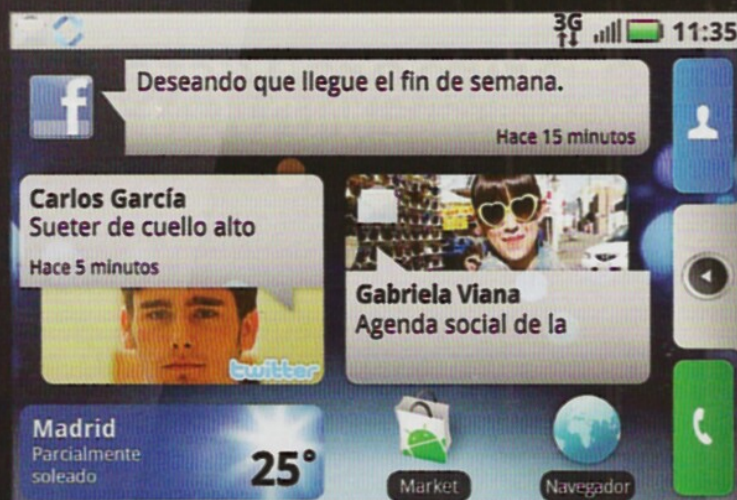 3G 11:35
Deseando que llegue el fin de semana.
Hace 15 minutos
Carlos García
Sueter de cuello alto
Hace 5 minutos
twitter
Gabriela Viana
Agenda social de la
Madrid
Parcialmente
soleado
25°
Market
Navegador